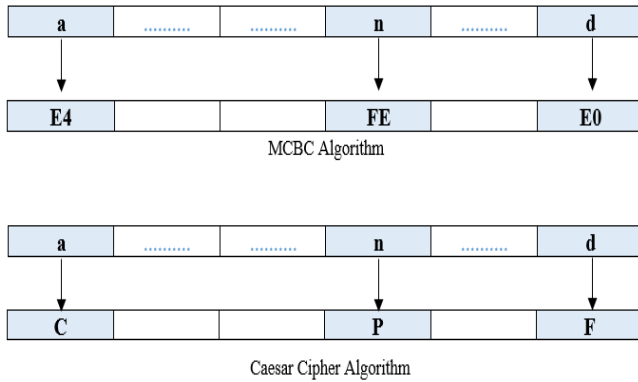 a .......... .......... n .......... d
E4 FE E0
MCBC Algorithm
a .......... .......... n .......... d
C P F
Caesar Cipher Algorithm